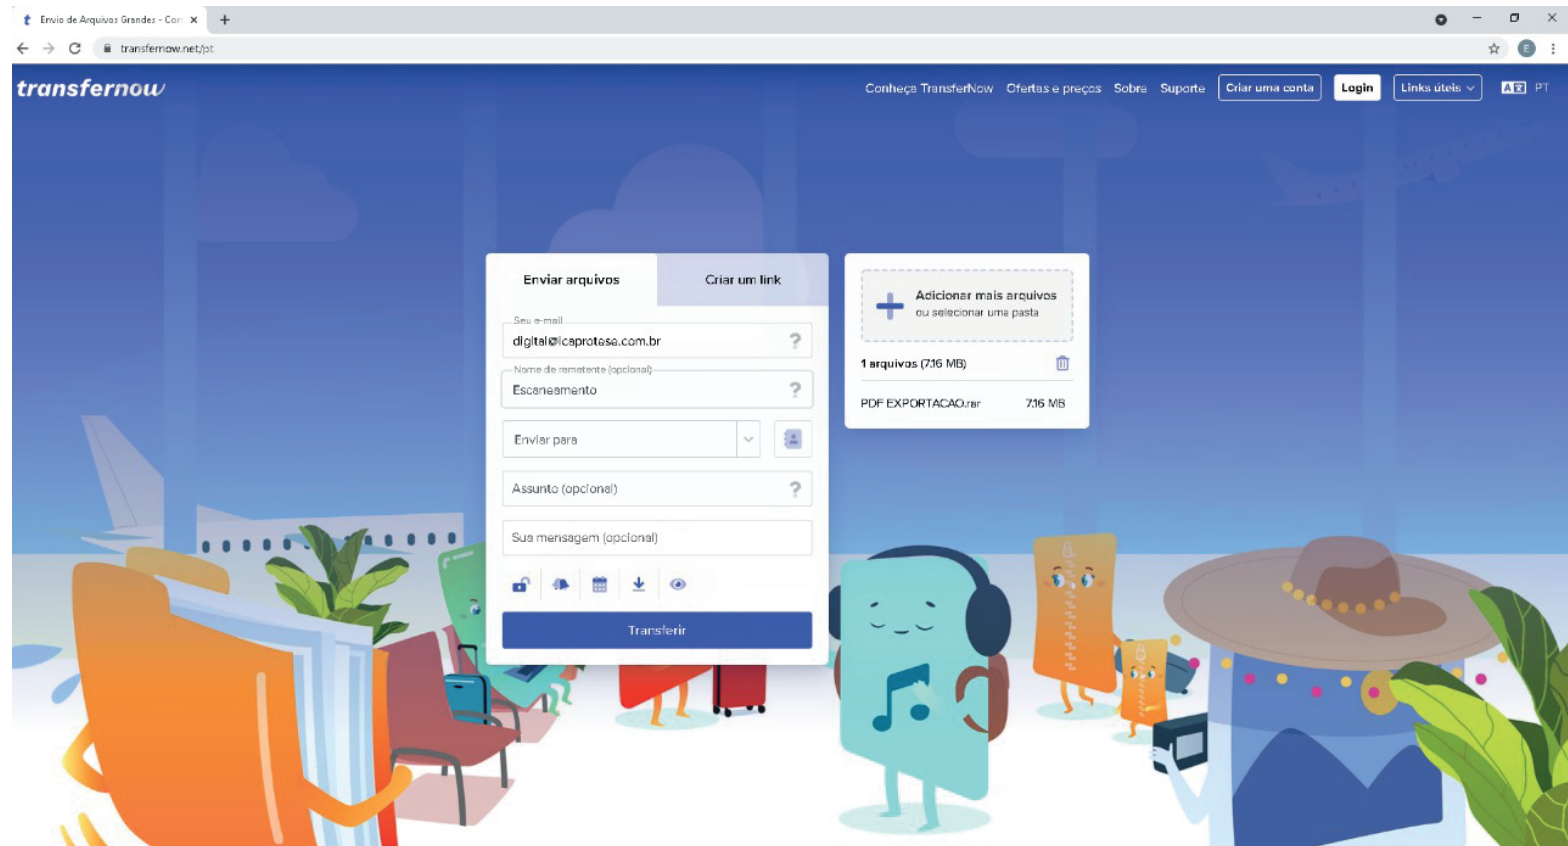 t Envio de Arquivos Grandes - Con
transfernow.net/pt
E
transfernow
Conheça TransferNow Ofertas e preços Sobre Suporte Criar uma conta Login Links úteis PT
Enviar arquivos Criar um link
Seu e-mail
digital@lcaprotese.com.br ?
Nome de remetente (opcional)
Escaneamento ?
Enviar para
Assunto (opcional) ?
Sua mensagem (opcional)
Transferir
Adicionar mais arquivos
ou selecionar uma pasta
1 arquivos (7.16 MB)
PDF EXPORTACAO.rar 7.16 MB